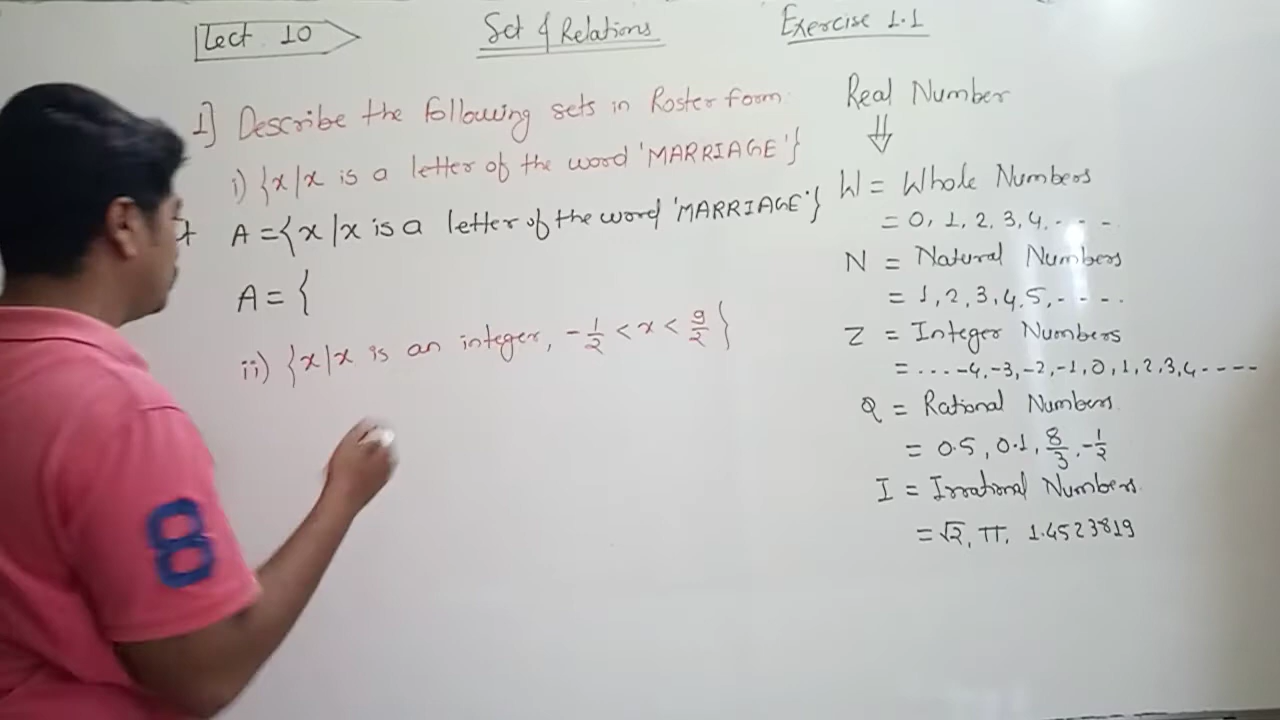 Lect 10
Set of Relations
Exercise 1.1
1] Describe the following sets in Roster form
i) {x/x is a letter of the word 'MARRIAGE'}
A = {x/x is a letter of the word 'MARRIAGE'}
A = {
ii) {x/x is an integer, -1/2 < x < 9/2}
Real Number
⇓
W = Whole Numbers
= 0, 1, 2, 3, 4, - - -
N = Natural Numbers
= 1, 2, 3, 4, 5, - - - -
Z = Integer Numbers
= ... -4, -3, -2, -1, 0, 1, 2, 3, 4 - - - -
Q = Rational Numbers
= 0.5, 0.1, 8/3, -1/2
I = Irrational Numbers
= √2, π, 1.4523819
8